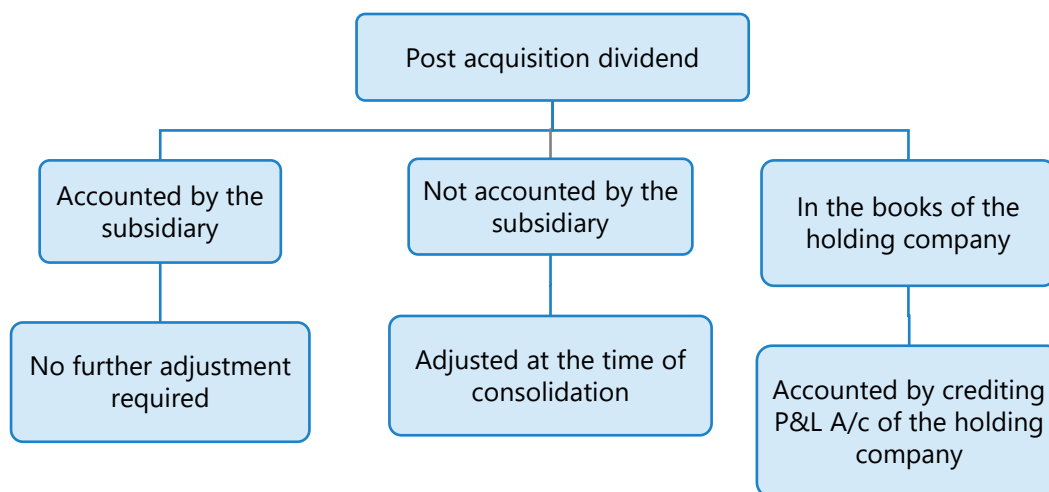 Post acquisition dividend
Accounted by the
subsidiary
Not accounted by the
subsidiary
In the books of the
holding company
No further adjustment
required
Adjusted at the time of
consolidation
Accounted by crediting
P&L A/c of the holding
company